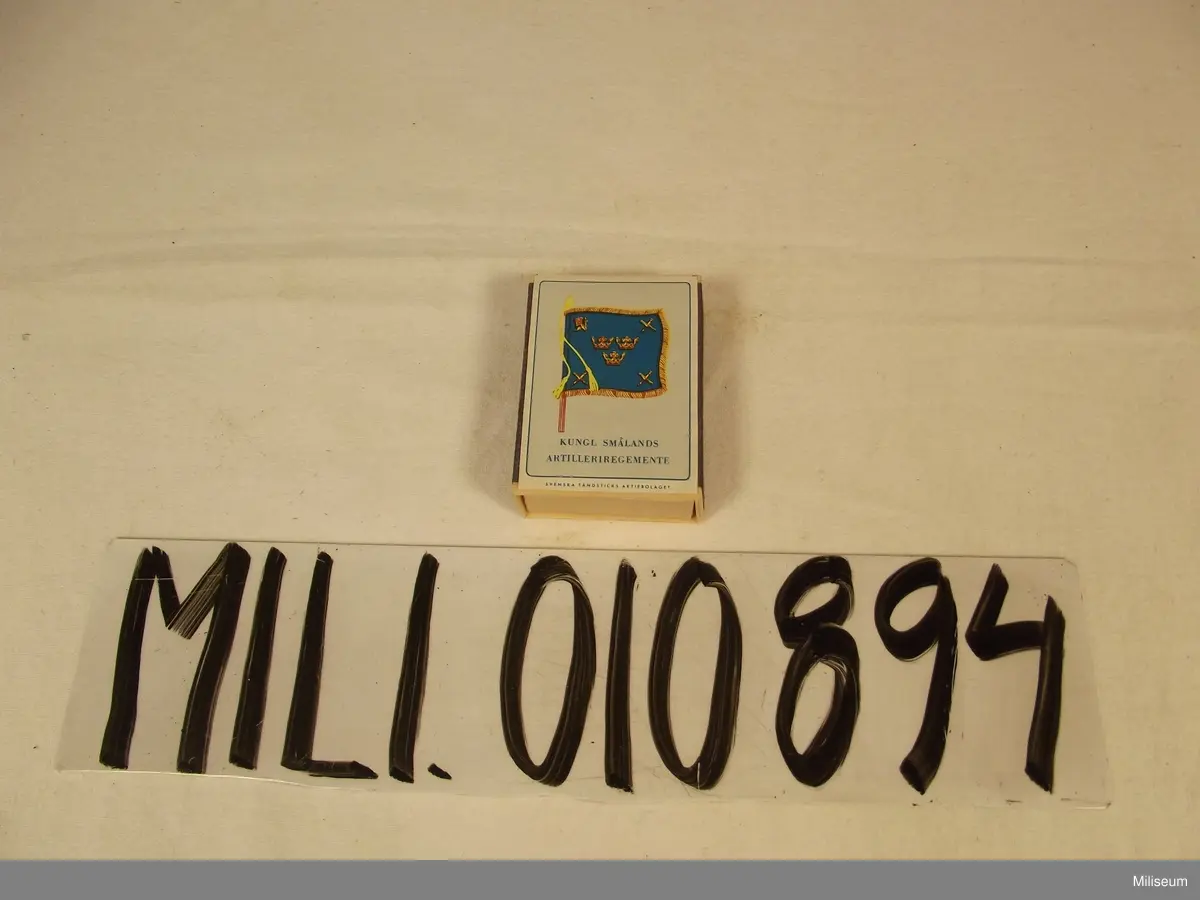 KUNGL SMÅLANDS
ARTILLERIREGEMENTE
SVENSKA TÄNDSTICKS AKTIEBOLAGET
MILI. 010894
Miliseum